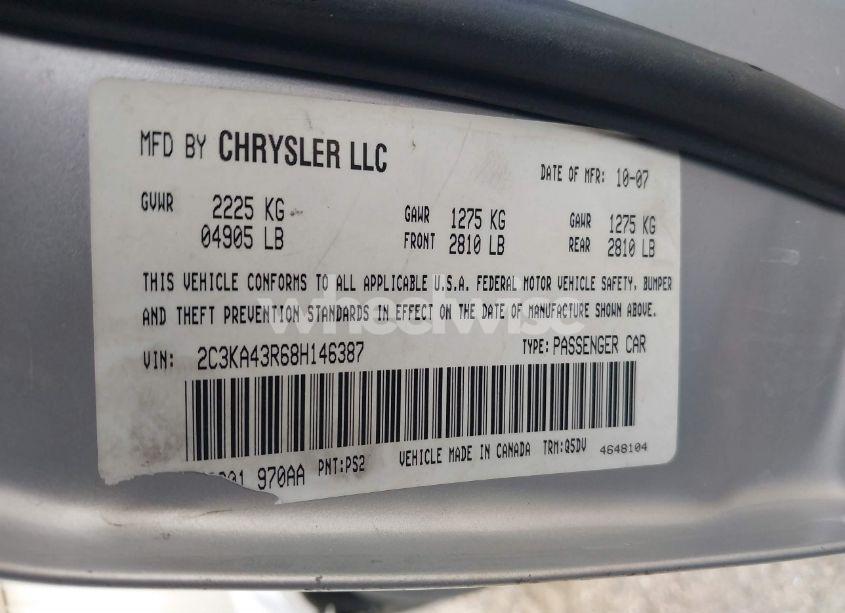 MFD BY CHRYSLER LLC DATE OF MFR: 10-07
GVWR 2225 KG GAWR 1275 KG GAWR 1275 KG
04905 LB FRONT 2810 LB REAR 2810 LB
THIS VEHICLE CONFORMS TO ALL APPLICABLE U.S.A. FEDERAL MOTOR VEHICLE SAFETY, BUMPER
AND THEFT PREVENTION STANDARDS IN EFFECT ON THE DATE OF MANUFACTURE SHOWN ABOVE.
wheelwise
VIN: 2C3KA43R68H146387 TYPE: PASSENGER CAR
970AA PNT:PS2 VEHICLE MADE IN CANADA TRM:Q5DV 4648104